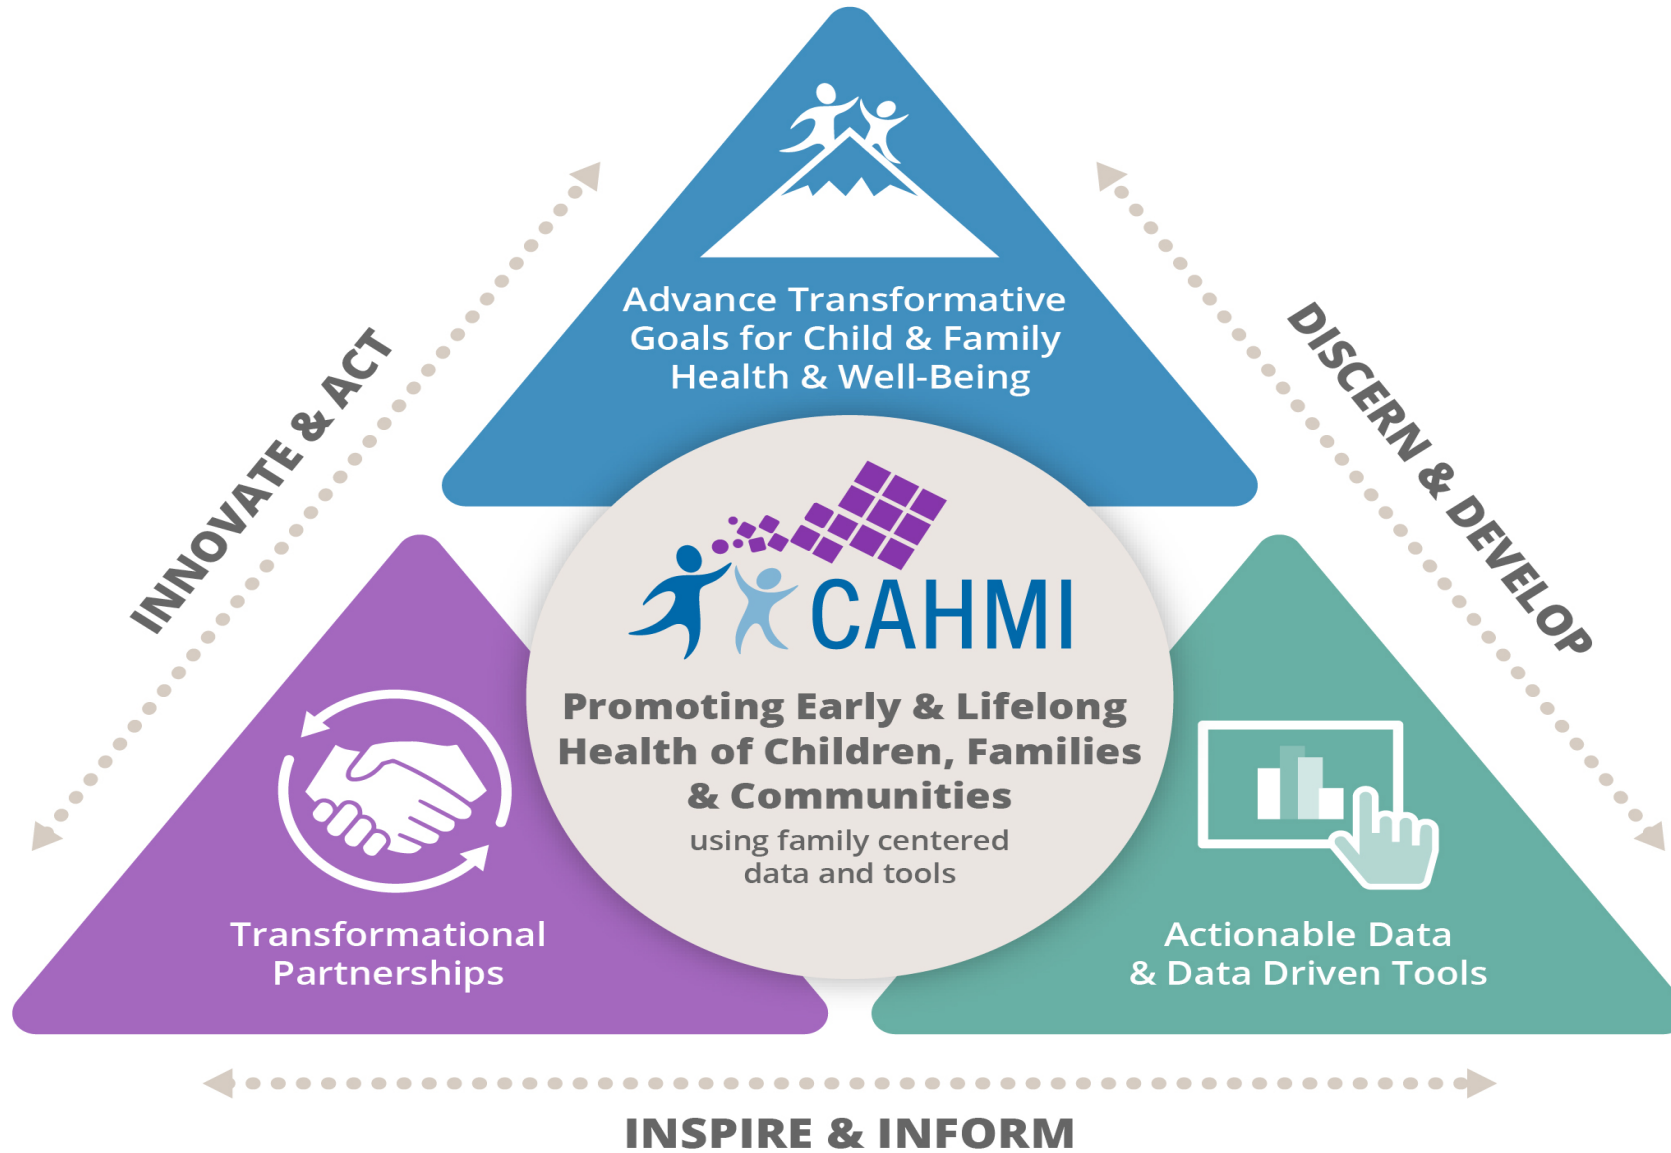 Advance Transformative
Goals for Child & Family
Health & Well-Being
INNOVATE & ACT
DISCERN & DEVELOP
CAHMI
Promoting Early & Lifelong
Health of Children, Families
& Communities
using family centered
data and tools
Transformational
Partnerships
Actionable Data
& Data Driven Tools
INSPIRE & INFORM